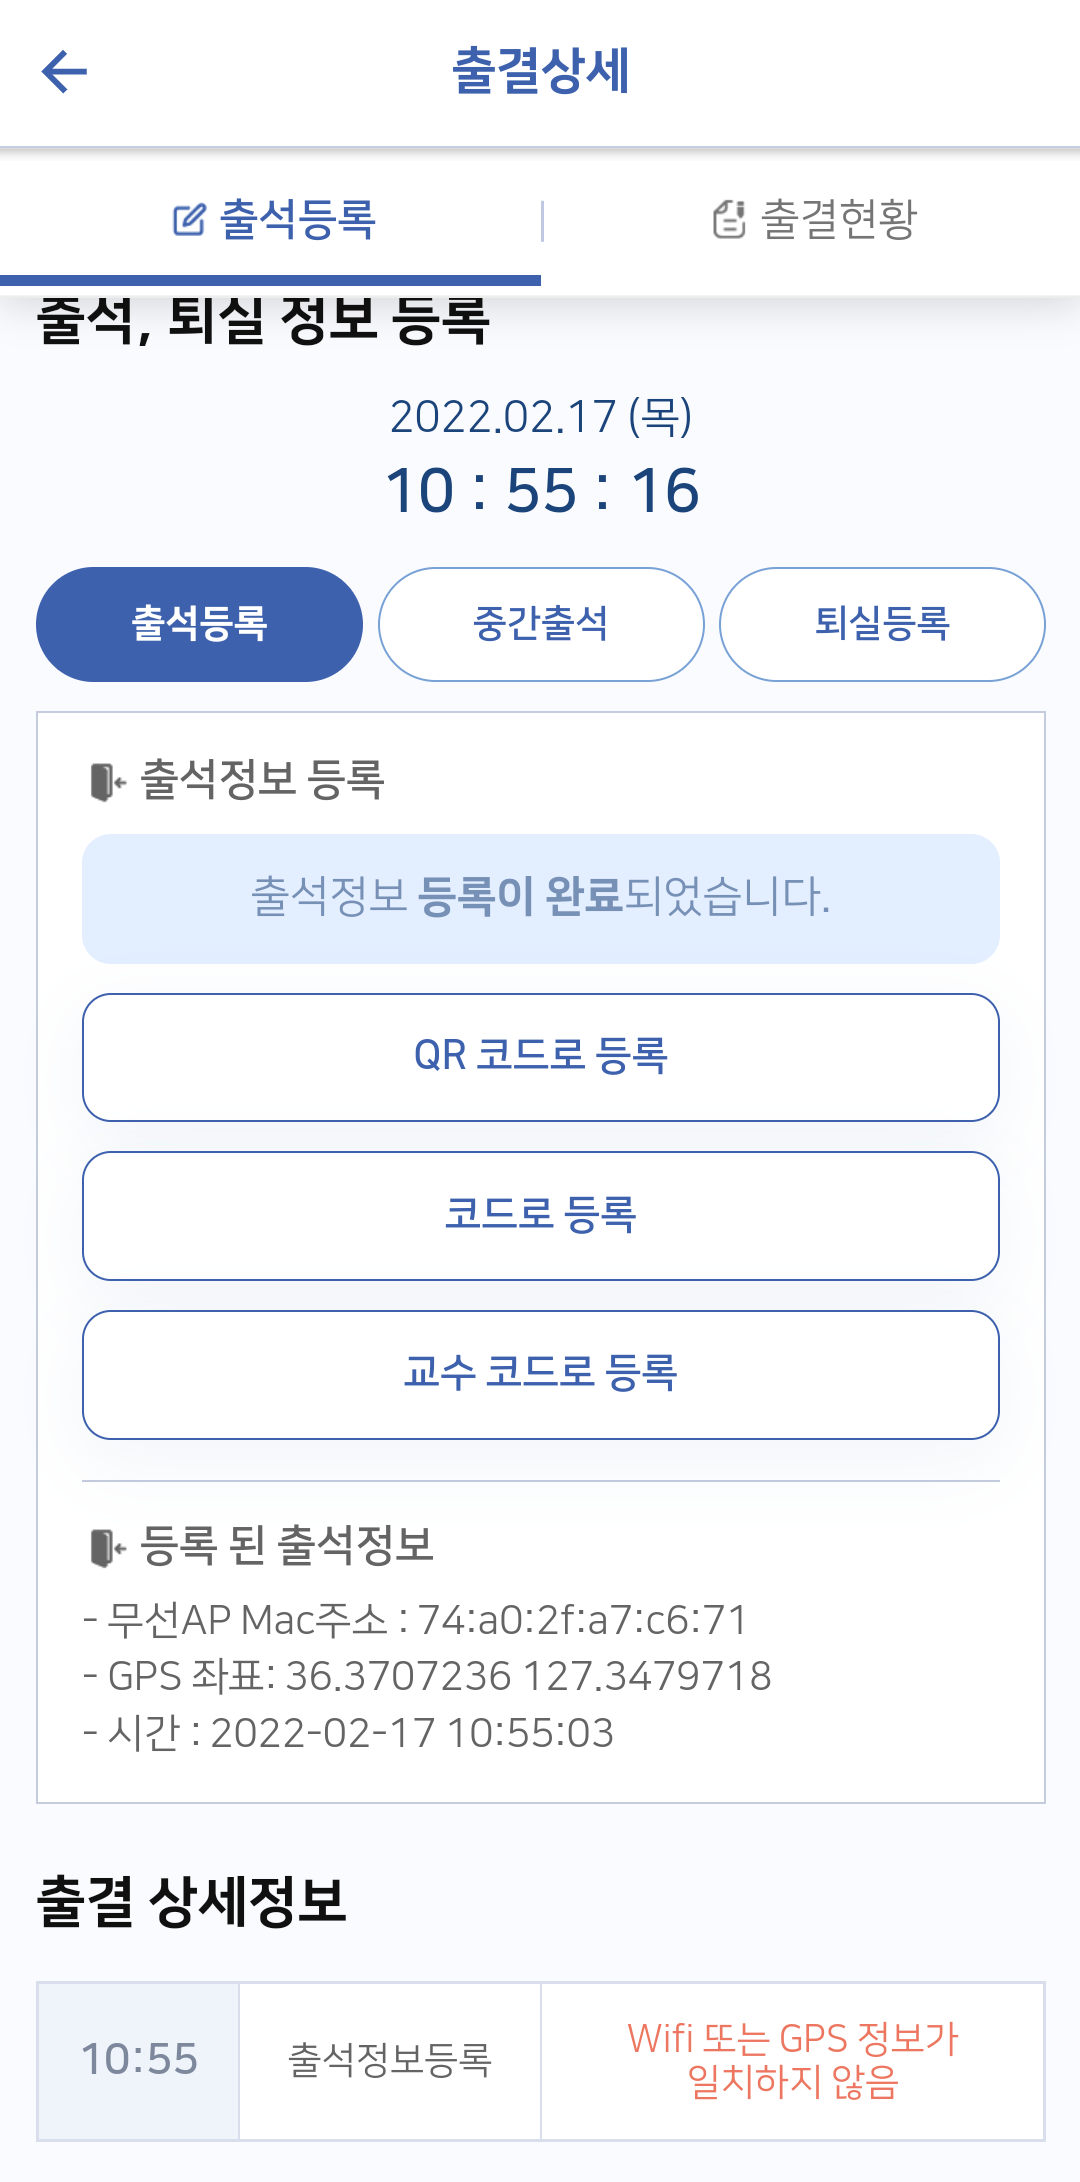 출결상세
출석등록
출결현황
출석, 퇴실 정보 등록
2022.02.17 (목)
10 : 55 : 16
출석등록
중간출석
퇴실등록
출석정보 등록
출석정보 등록이 완료되었습니다.
QR 코드로 등록
코드로 등록
교수 코드로 등록
등록 된 출석정보
- 무선AP Mac주소 : 74:a0:2f:a7:c6:71
- GPS 좌표: 36.3707236 127.3479718
- 시간 : 2022-02-17 10:55:03
출결 상세정보
10:55
출석정보등록
Wifi 또는 GPS 정보가
일치하지 않음